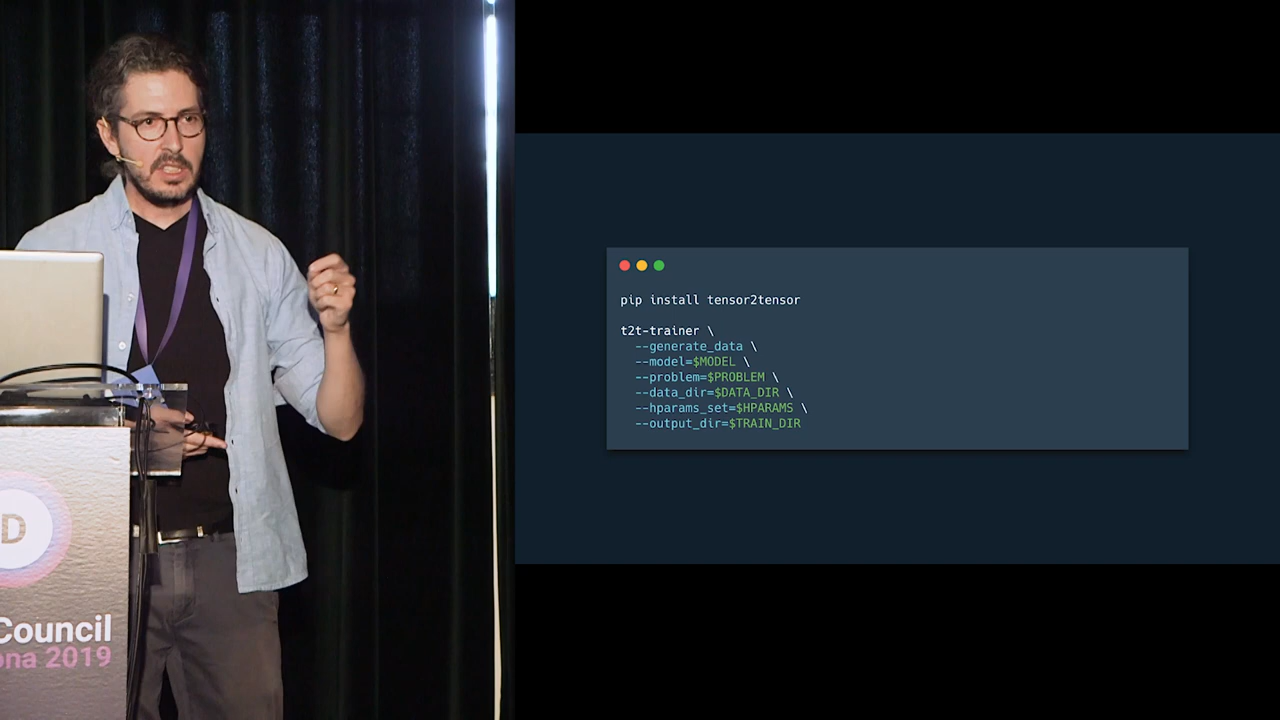 D
Council
ona 2019
pip install tensor2tensor
t2t-trainer \
--generate_data \
--model=$MODEL \
--problem=$PROBLEM \
--data_dir=$DATA_DIR \
--hparams_set=$HPARAMS \
--output_dir=$TRAIN_DIR